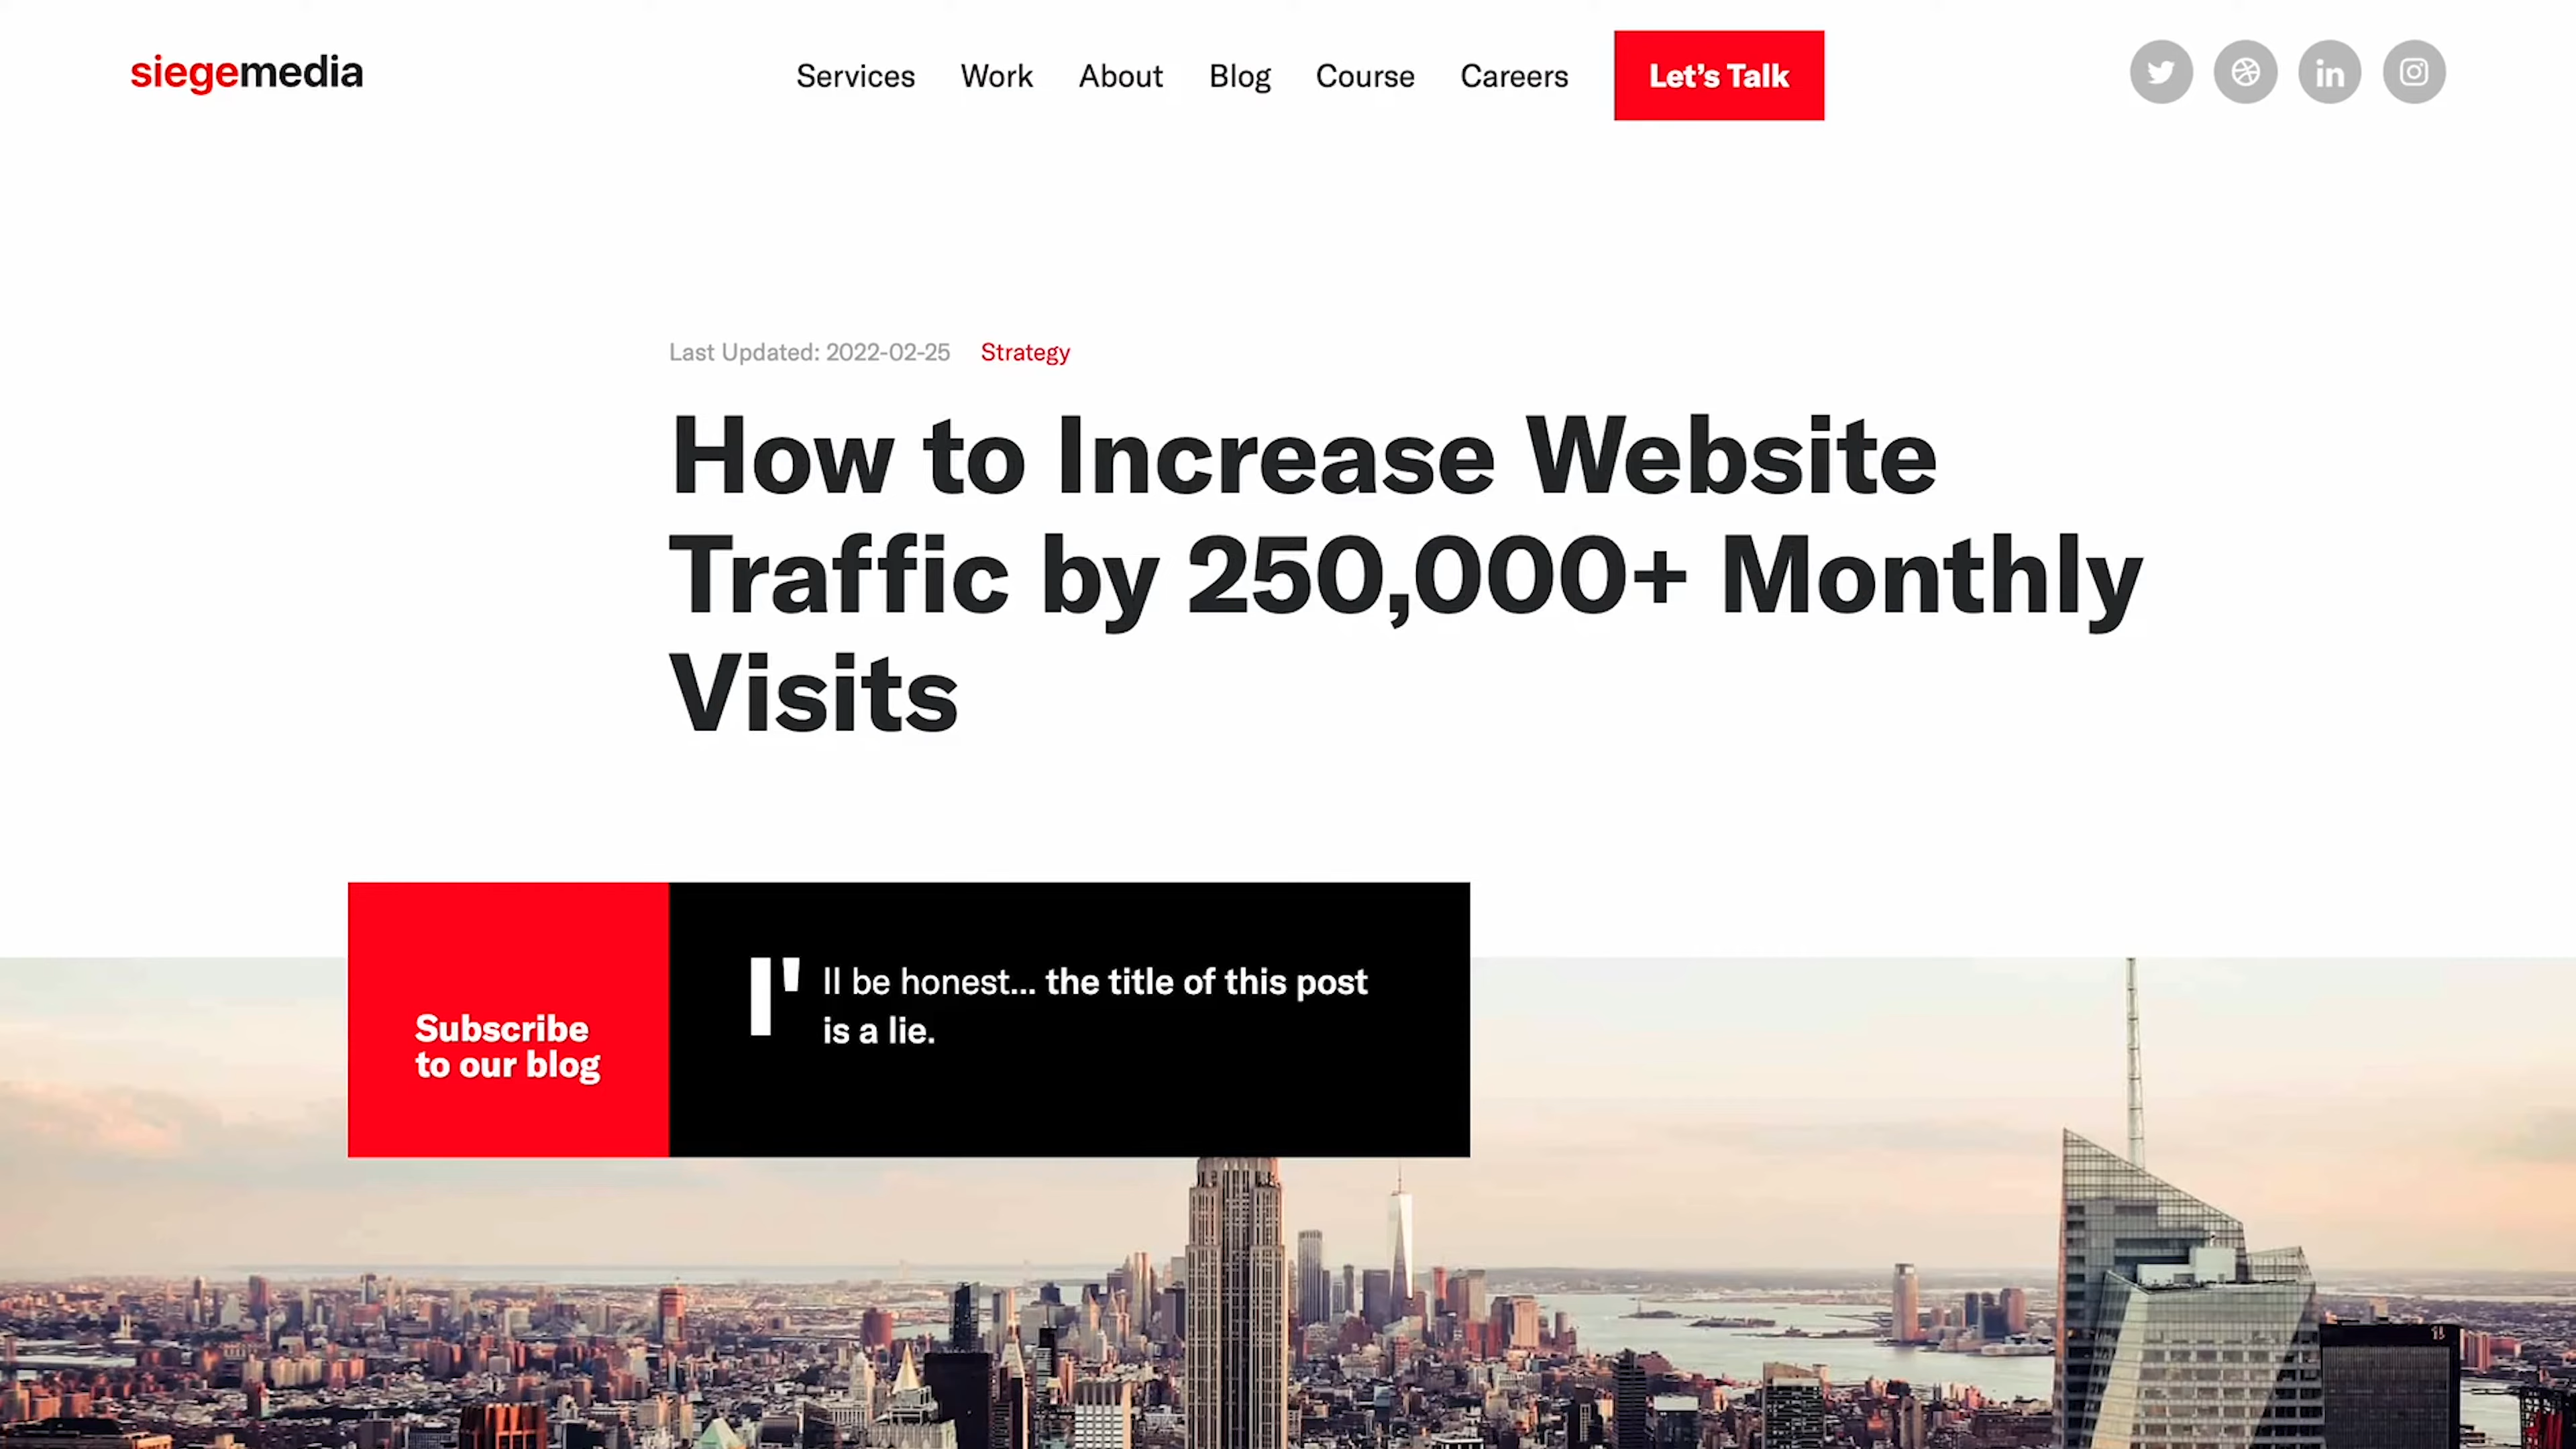 siegemedia
Services Work About Blog Course Careers Let's Talk
Last Updated: 2022-02-25 Strategy
How to Increase Website
Traffic by 250,000+ Monthly
Visits
Subscribe
to our blog
I'll be honest... the title of this post
is a lie.